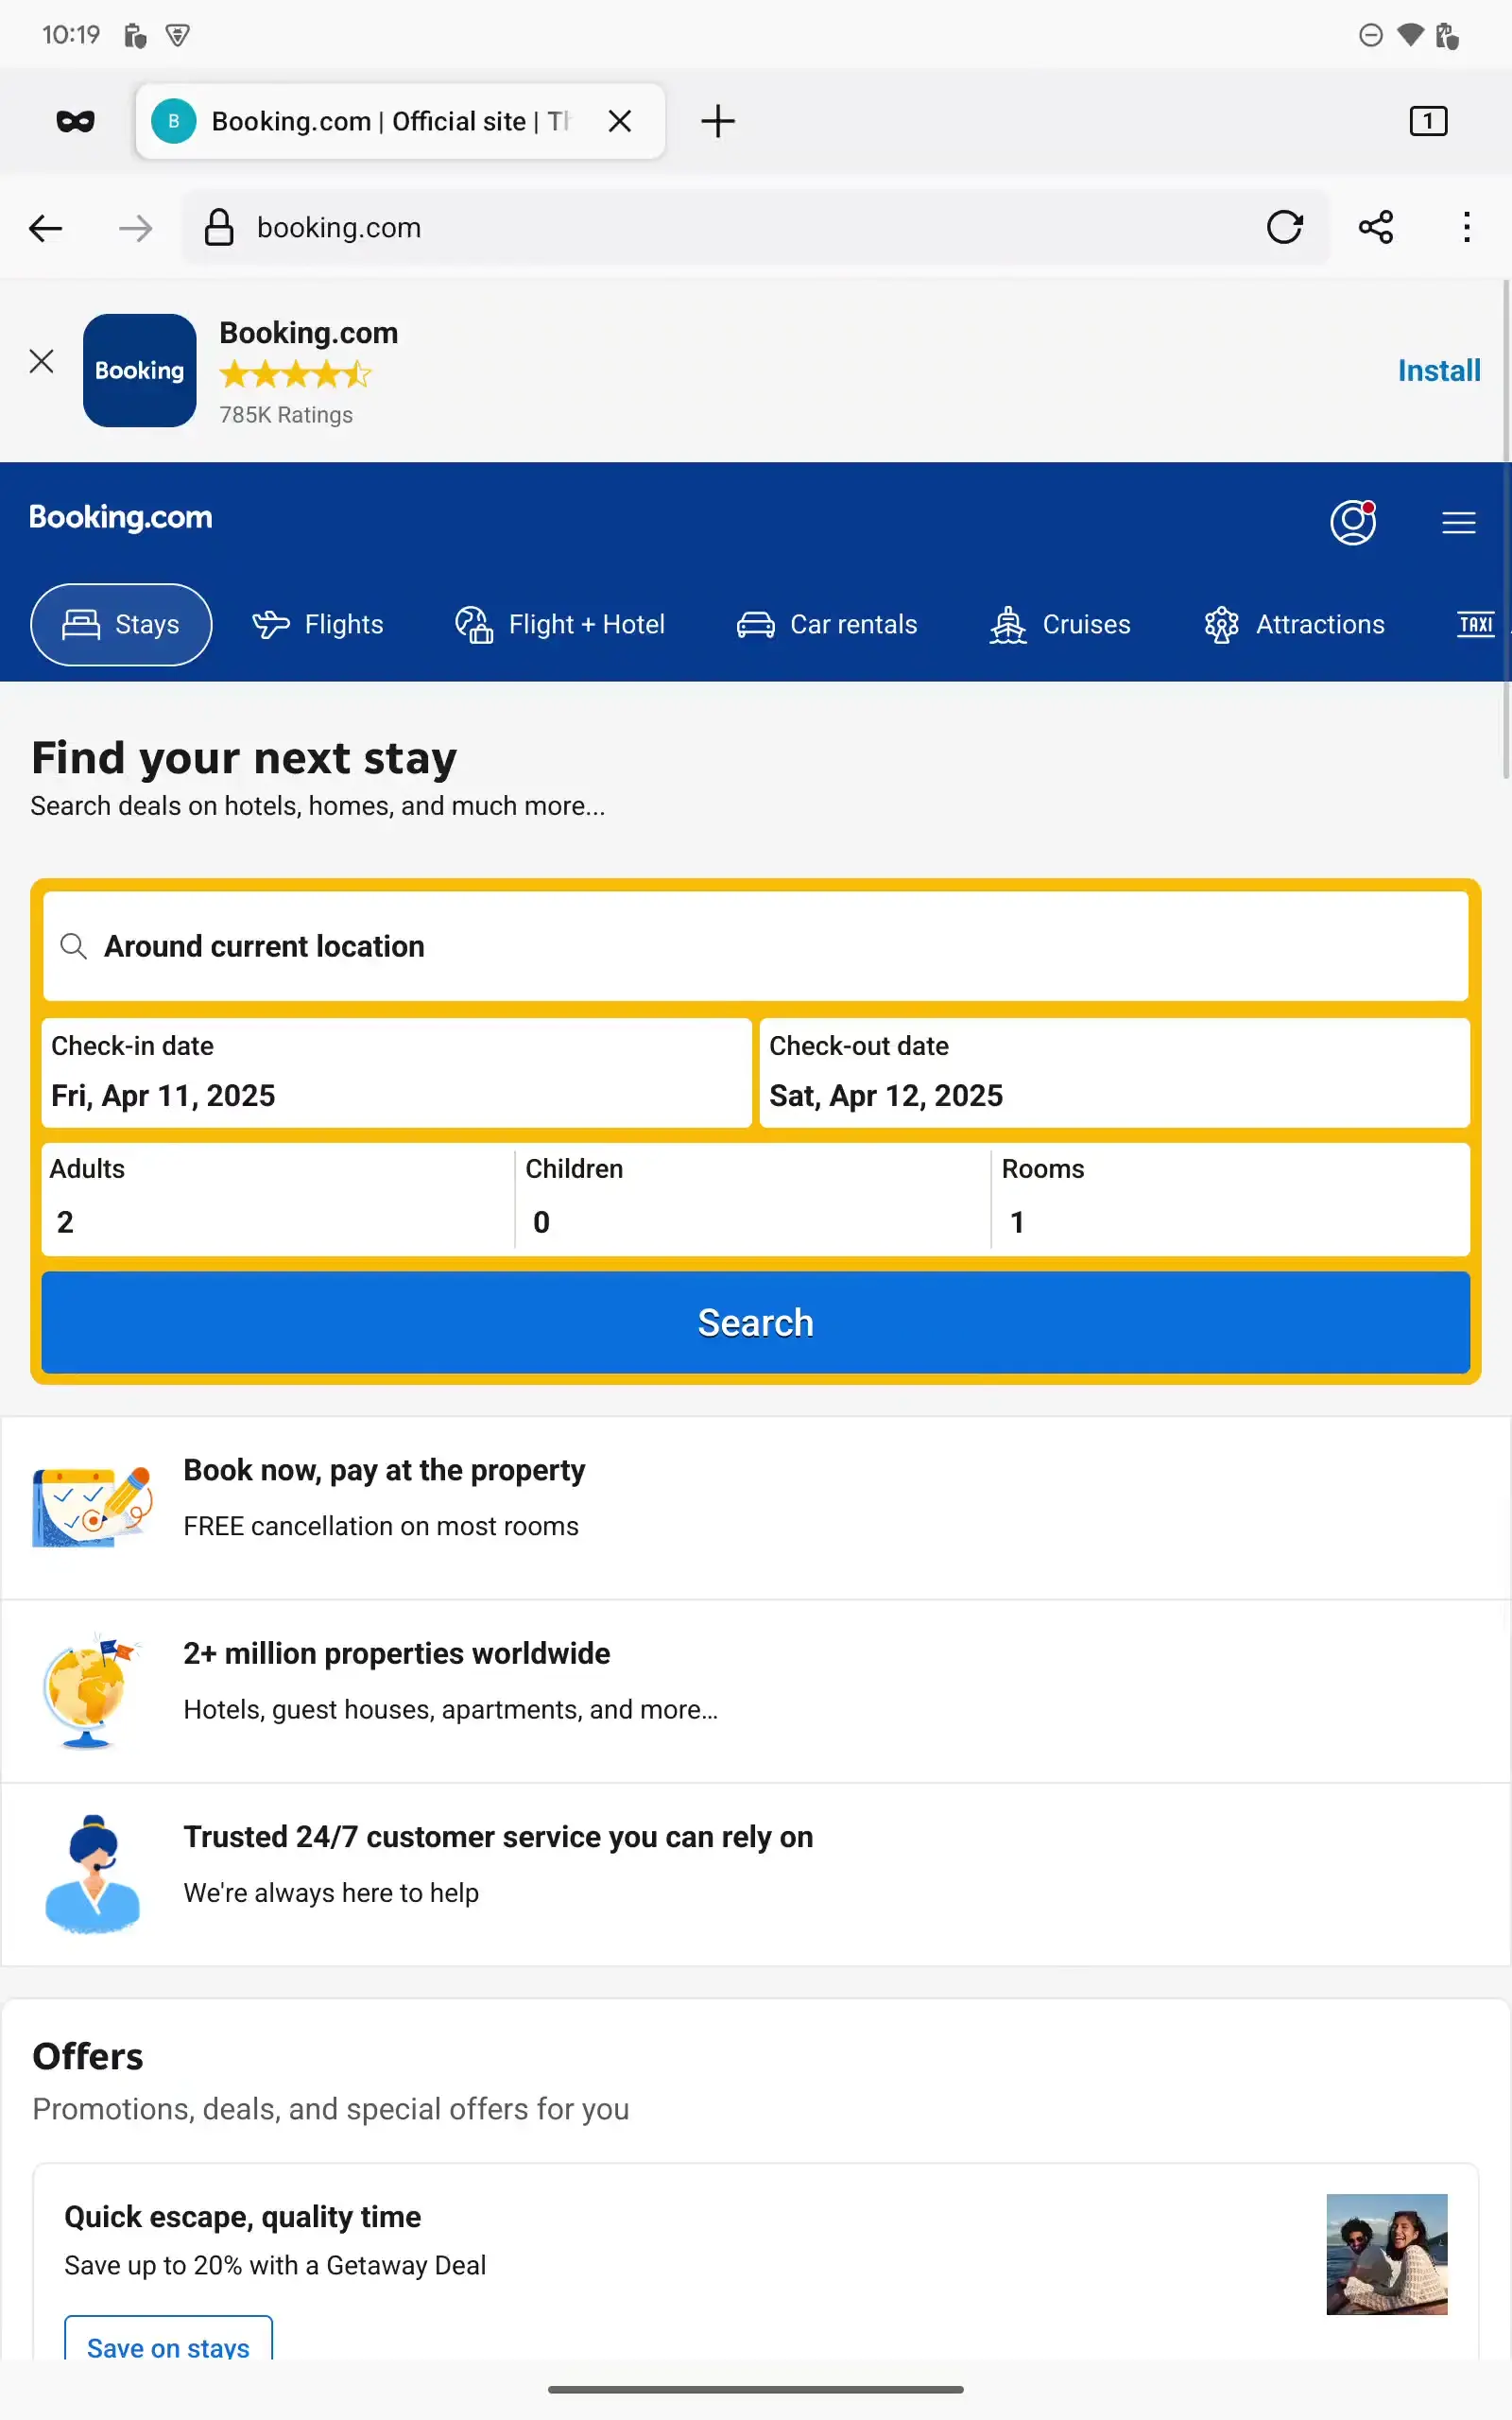 10:19
B
Booking.com | Official site | Th
1
booking.com
Booking
Booking.com
785K Ratings
Install
Booking.com
Stays
Flights
Flight + Hotel
Car rentals
Cruises
Attractions
TAXI
Find your next stay
Search deals on hotels, homes, and much more...
Around current location
Check-in date
Fri, Apr 11, 2025
Check-out date
Sat, Apr 12, 2025
Adults
2
Children
0
Rooms
1
Search
Book now, pay at the property
FREE cancellation on most rooms
2+ million properties worldwide
Hotels, guest houses, apartments, and more…
Trusted 24/7 customer service you can rely on
We're always here to help
Offers
Promotions, deals, and special offers for you
Quick escape, quality time
Save up to 20% with a Getaway Deal
Save on stays